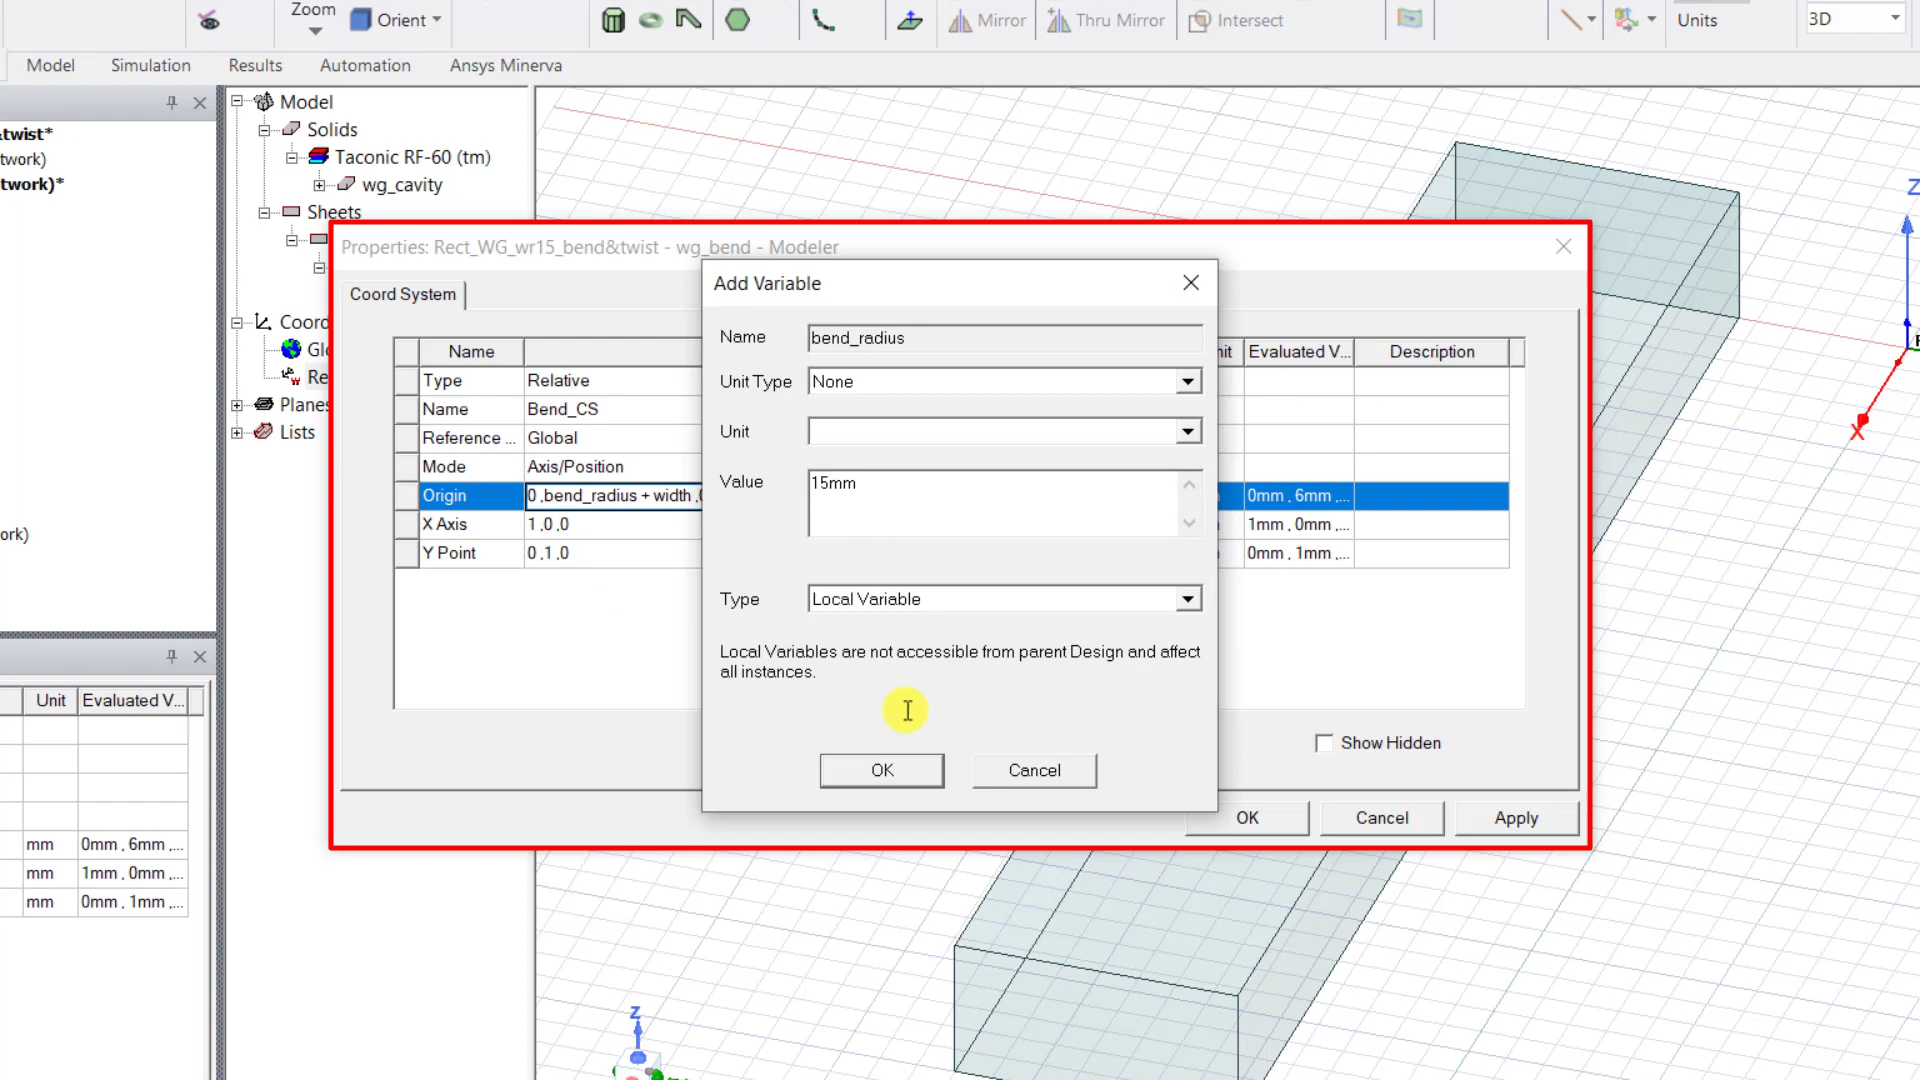 Zoom
Orient
Mirror
Thru Mirror
Intersect
Units
3D
Model
Simulation
Results
Automation
Ansys Minerva
&twist*
twork)
twork)*
ork)
Model
Solids
Taconic RF-60 (tm)
wg_cavity
Sheets
Coord
Glo
Re
Planes
Lists
Properties: Rect_WG_wr15_bend&twist - wg_bend - Modeler
Coord System
Name
Unit Evaluated V... Description
Type Relative
Name Bend_CS
Reference ... Global
Mode Axis/Position
Origin 0 ,bend_radius + width ,0 0mm , 6mm ,...
X Axis 1 ,0 ,0 1mm , 0mm ,...
Y Point 0 ,1 ,0 0mm , 1mm ,...
Show Hidden
OK Cancel Apply
Add Variable
Name bend_radius
Unit Type None
Unit
Value 15mm
Type Local Variable
Local Variables are not accessible from parent Design and affect
all instances.
OK Cancel
Unit Evaluated V...
mm 0mm , 6mm ,...
mm 1mm , 0mm ,...
mm 0mm , 1mm ,...
Z
X
Z